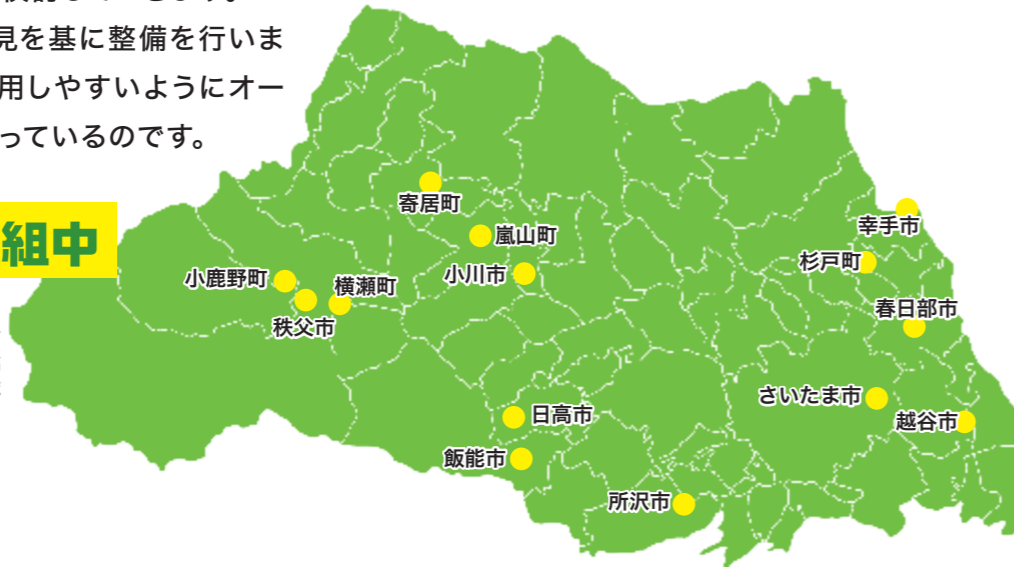 見を基に整備を行いま
用しやすいようにオー
っているのです。
組中
寄居町
嵐山町
小川市
小鹿野町
横瀬町
秩父市
幸手市
杉戸町
春日部市
さいたま市
越谷市
日高市
飯能市
所沢市